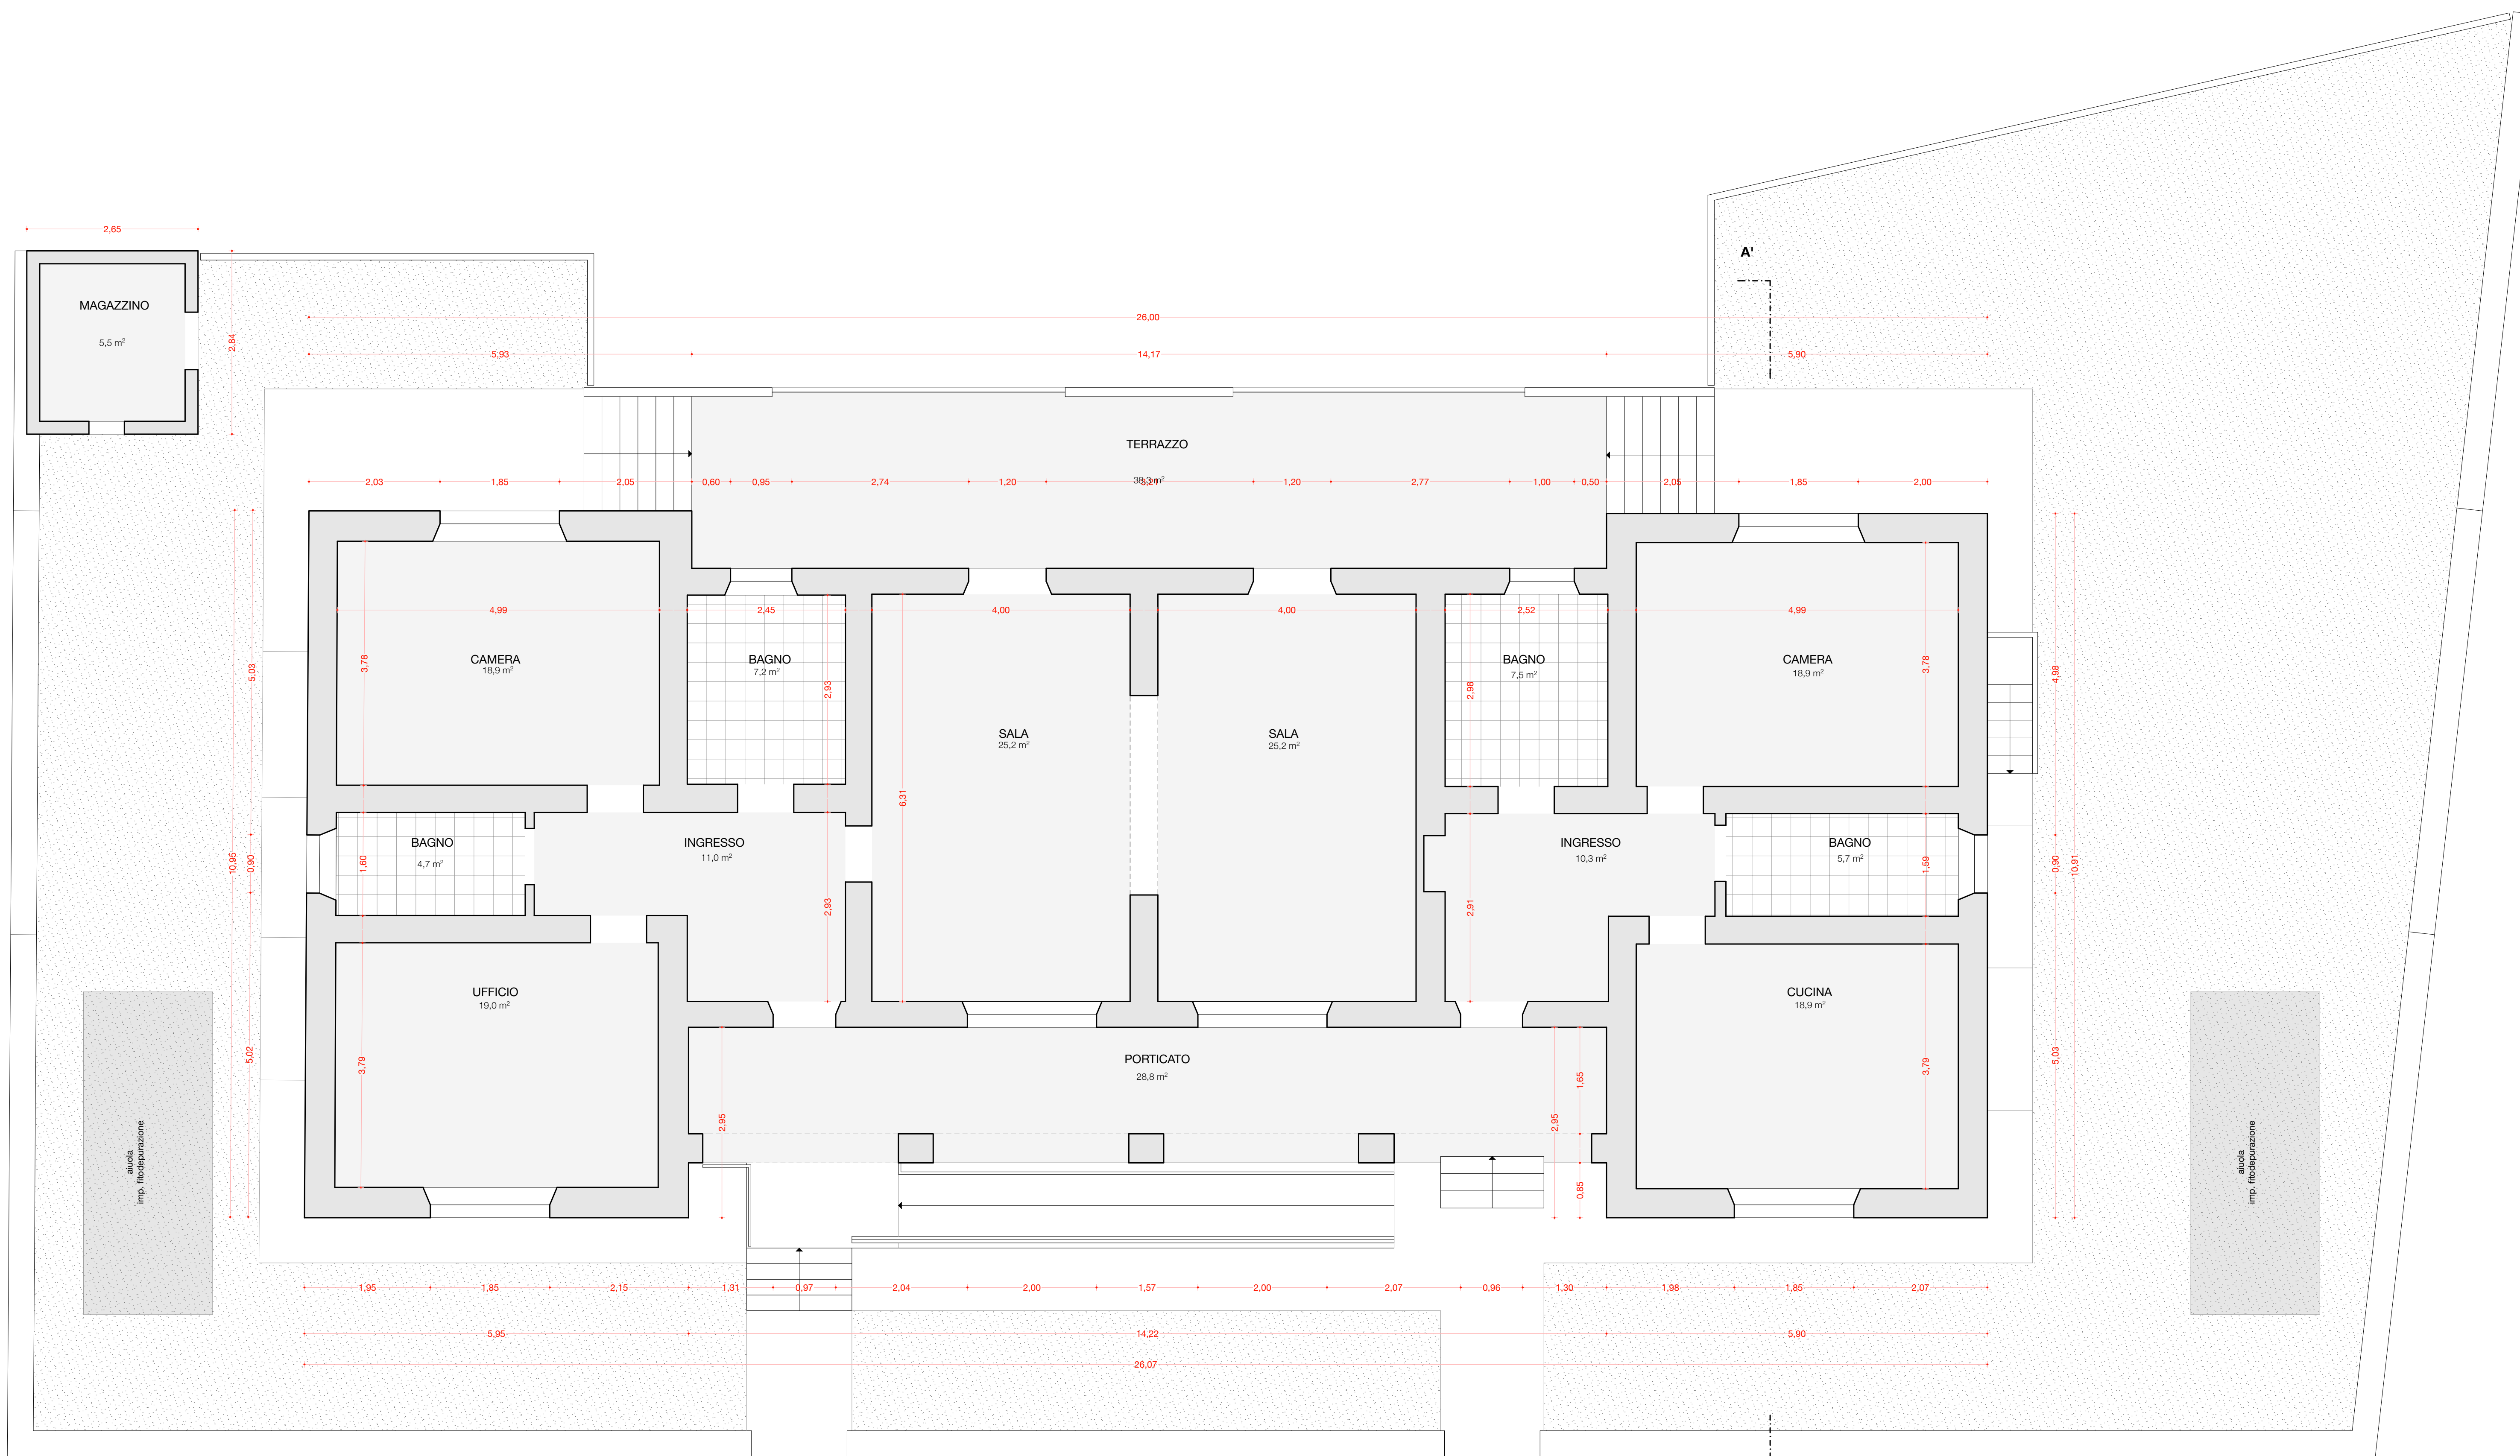 A'
2,65
MAGAZZINO
5,5 m²
2,84
26,00
5,93
14,17
5,90
TERRAZZO
38,3 m²
2,03
1,85
2,05
0,60
0,95
2,74
1,20
1,20
2,77
1,00
0,50
2,05
1,85
2,00
4,99
2,45
4,00
4,00
2,52
4,99
CAMERA
18,9 m²
3,78
BAGNO
7,2 m²
2,93
SALA
25,2 m²
6,31
SALA
25,2 m²
BAGNO
7,5 m²
2,98
CAMERA
18,9 m²
3,78
5,03
10,95
0,90
5,02
4,98
0,90
10,91
5,03
BAGNO
4,7 m²
1,60
INGRESSO
11,0 m²
2,93
INGRESSO
10,3 m²
2,91
BAGNO
5,7 m²
1,59
UFFICIO
19,0 m²
3,79
CUCINA
18,9 m²
3,79
PORTICATO
28,8 m²
2,95
2,95
1,65
0,85
aiuola
imp. fitodepurazione
aiuola
imp. fitodepurazione
1,95
1,85
2,15
1,31
0,97
2,04
2,00
1,57
2,00
2,07
0,96
1,30
1,98
1,85
2,07
5,95
14,22
5,90
26,07